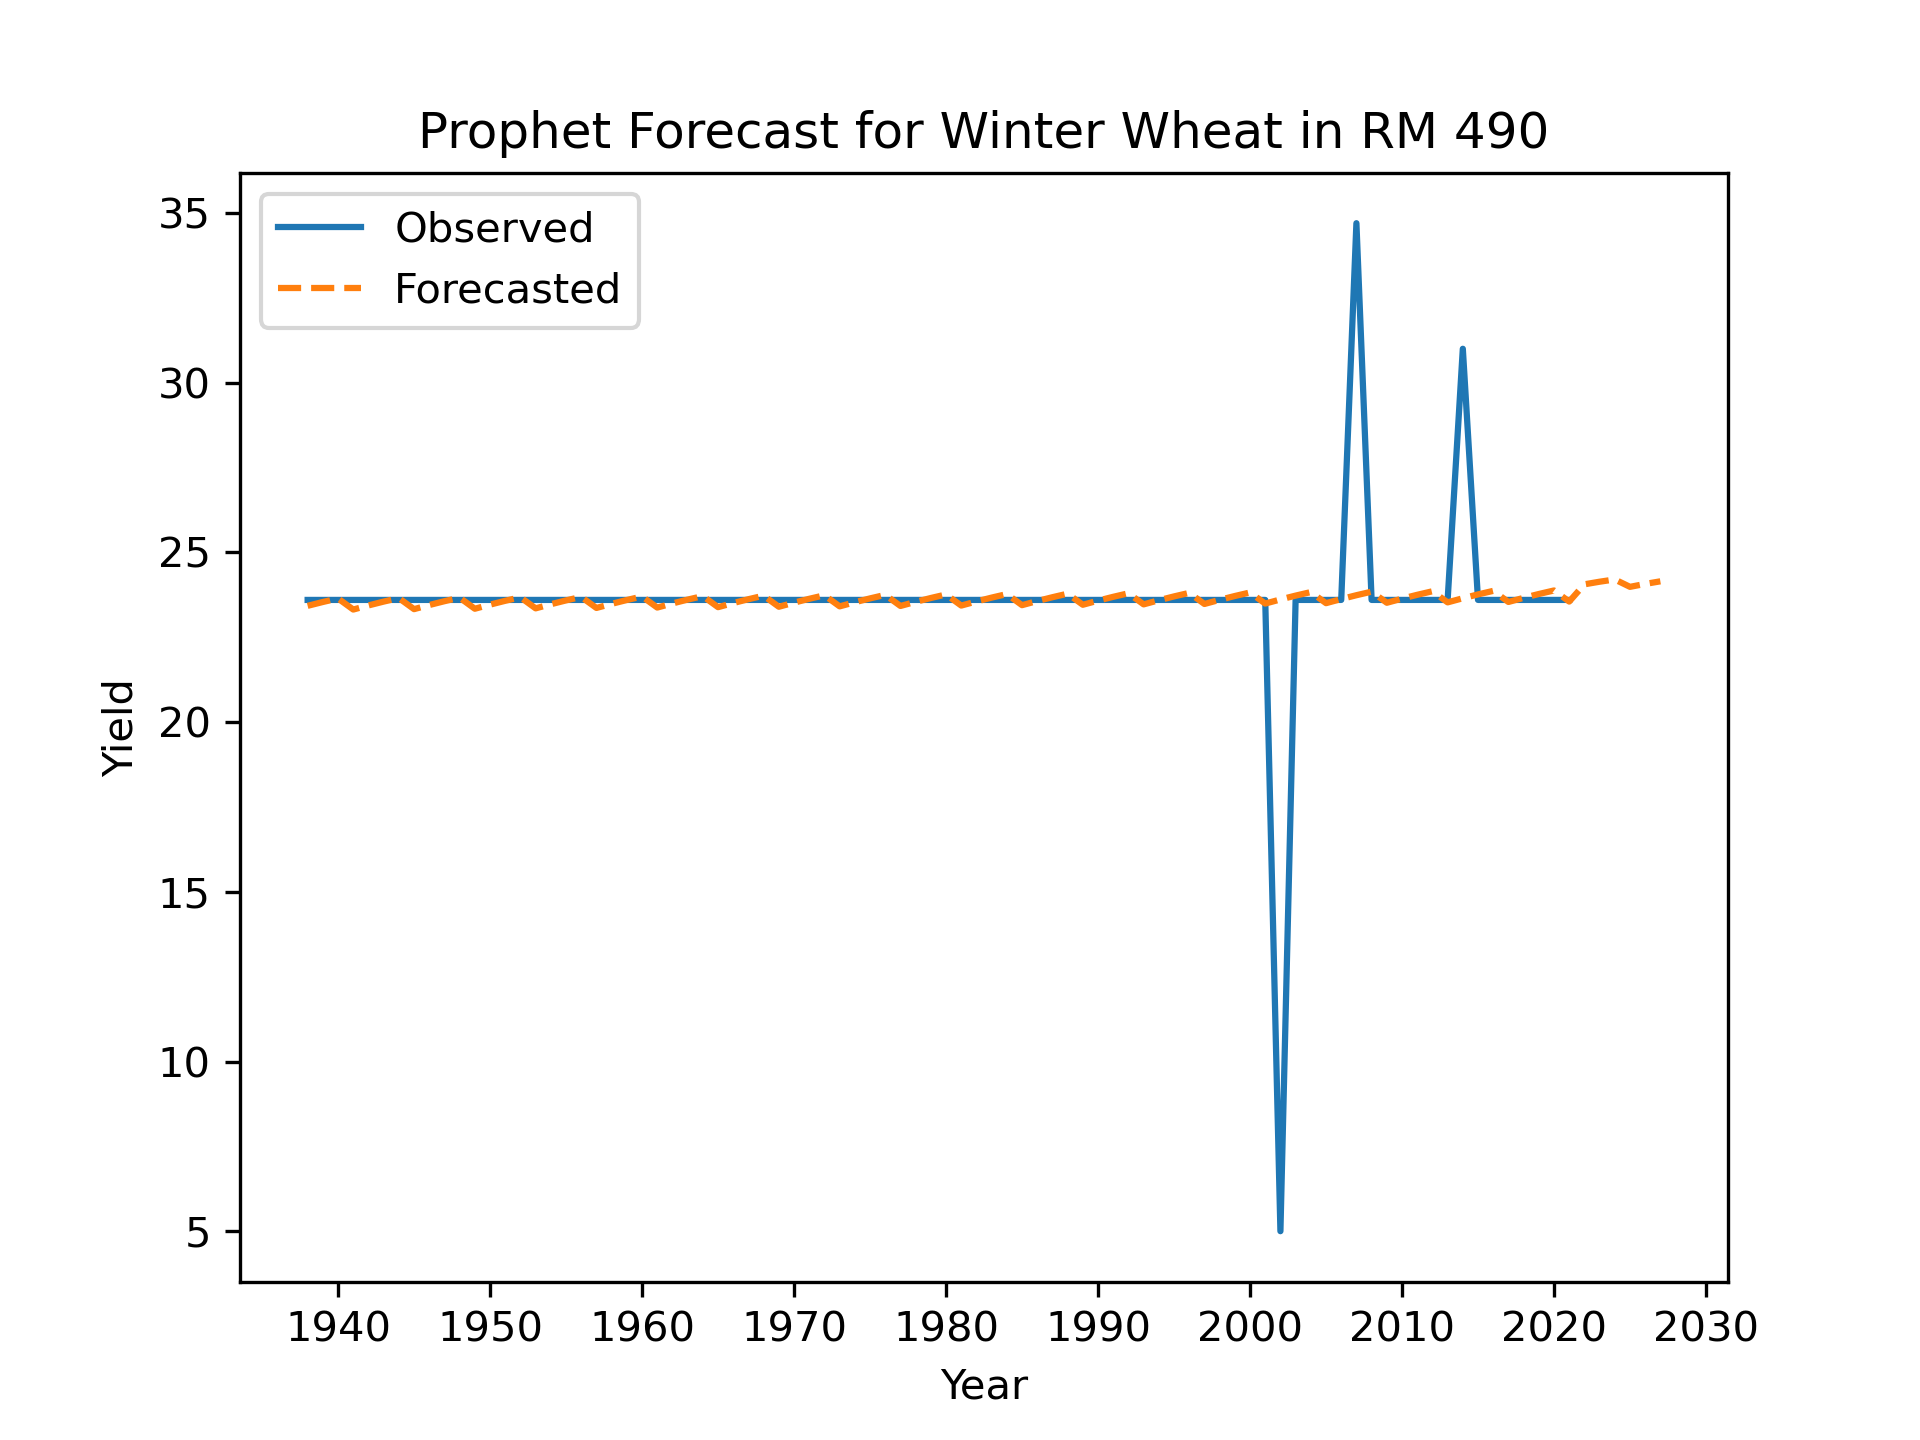 Prophet Forecast for Winter Wheat in RM 490
Observed
Forecasted
35
30
25
20
15
10
5
Yield
1940 1950 1960 1970 1980 1990 2000 2010 2020 2030
Year